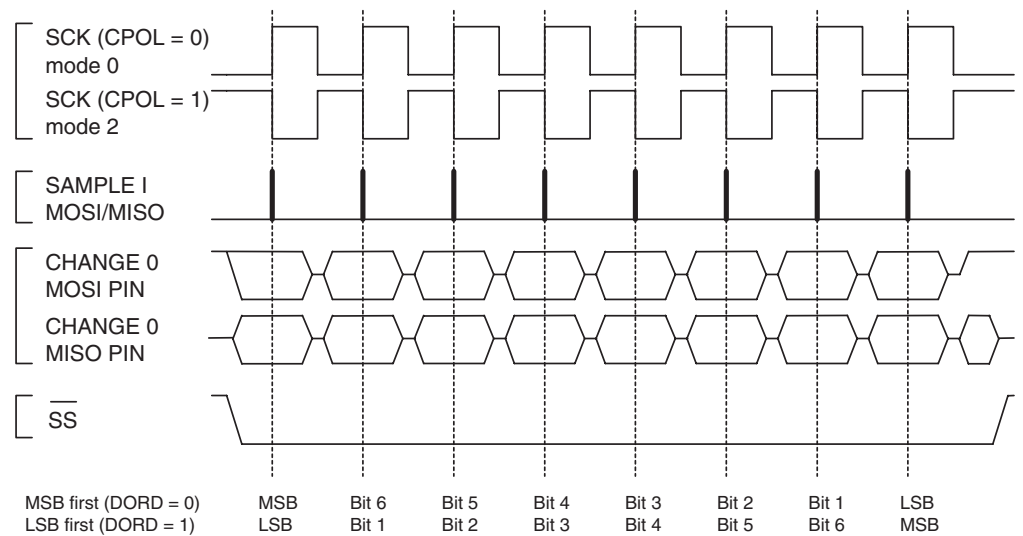 SCK (CPOL = 0)
mode 0
SCK (CPOL = 1)
mode 2
SAMPLE I
MOSI/MISO
CHANGE 0
MOSI PIN
CHANGE 0
MISO PIN
SS
MSB first (DORD = 0) MSB Bit 6 Bit 5 Bit 4 Bit 3 Bit 2 Bit 1 LSB
LSB first (DORD = 1) LSB Bit 1 Bit 2 Bit 3 Bit 4 Bit 5 Bit 6 MSB